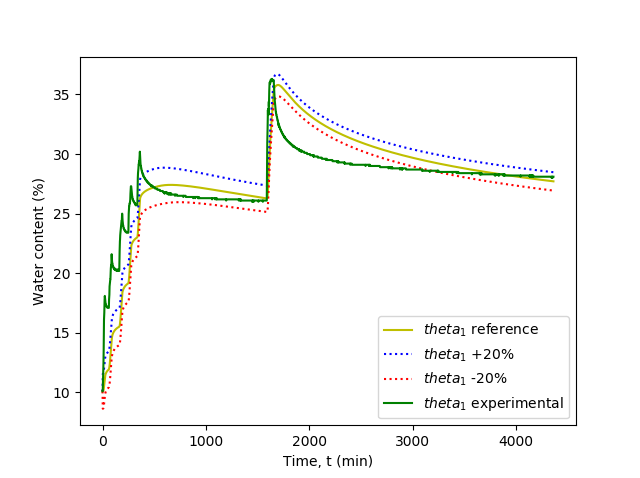 35
30
25
20
15
10
0
1000
2000
3000
4000
Water content (%)
Time, t (min)
theta₁ reference
theta₁ +20%
theta₁ -20%
theta₁ experimental